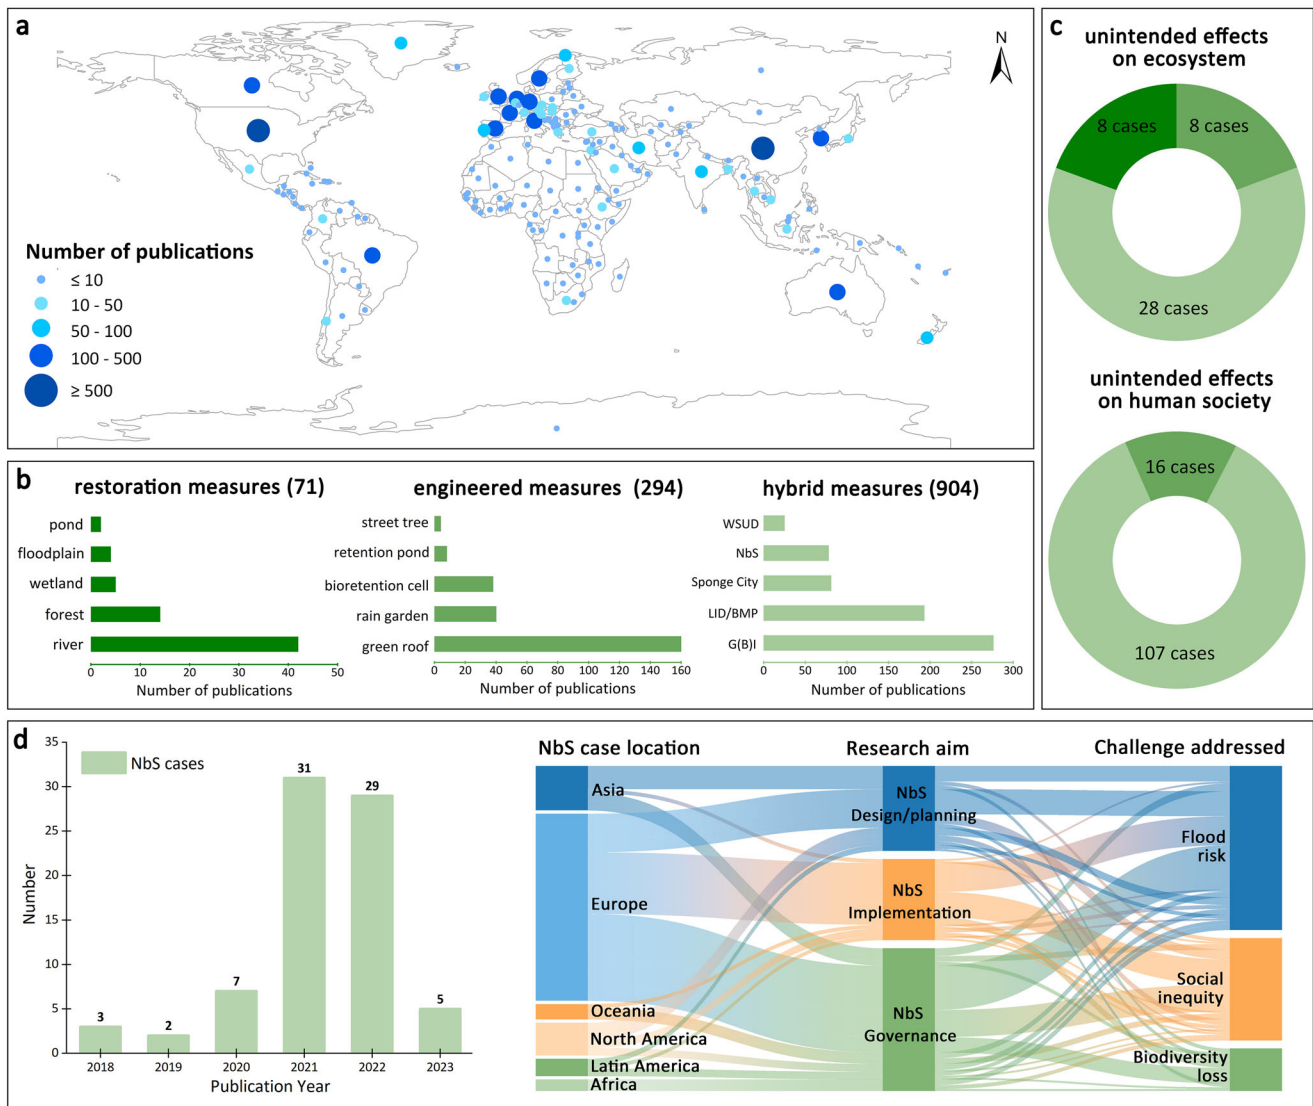 a
N
Number of publications
≤ 10
10 - 50
50 - 100
100 - 500
≥ 500
b
restoration measures (71)
pond
floodplain
wetland
forest
river
0 10 20 30 40 50
Number of publications
engineered measures (294)
street tree
retention pond
bioretention cell
rain garden
green roof
0 20 40 60 80 100 120 140 160
Number of publications
hybrid measures (904)
WSUD
NbS
Sponge City
LID/BMP
G(B)I
0 50 100 150 200 250 300
Number of publications
c
unintended effects
on ecosystem
8 cases
8 cases
28 cases
unintended effects
on human society
16 cases
107 cases
d
NbS cases
Number
35
30
25
20
15
10
5
0
3
2
7
31
29
5
2018 2019 2020 2021 2022 2023
Publication Year
NbS case location
Asia
Europe
Oceania
North America
Latin America
Africa
Research aim
NbS
Design/planning
NbS
Implementation
NbS
Governance
Challenge addressed
Flood
risk
Social
inequity
Biodiversity
loss